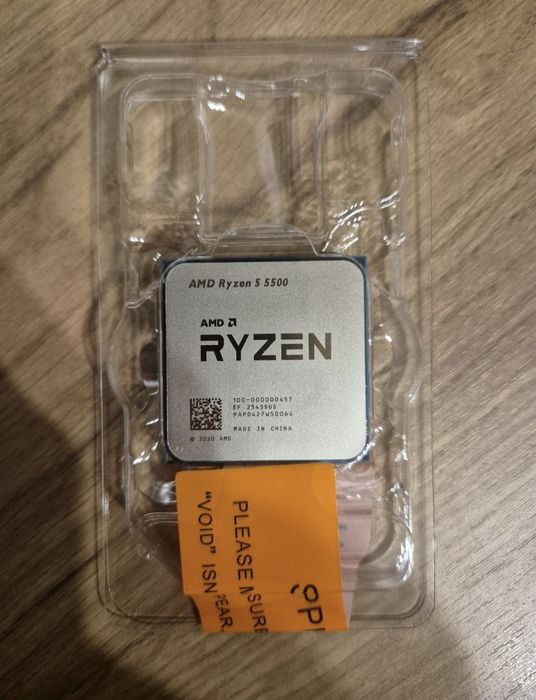 AMD Ryzen 5 5500
AMD
RYZEN
100-000000457
EF 2545SUS
9APD427W50064
MADE IN CHINA
© 2020 AMD
PLEASE
"VOID" ISN
PEAR.